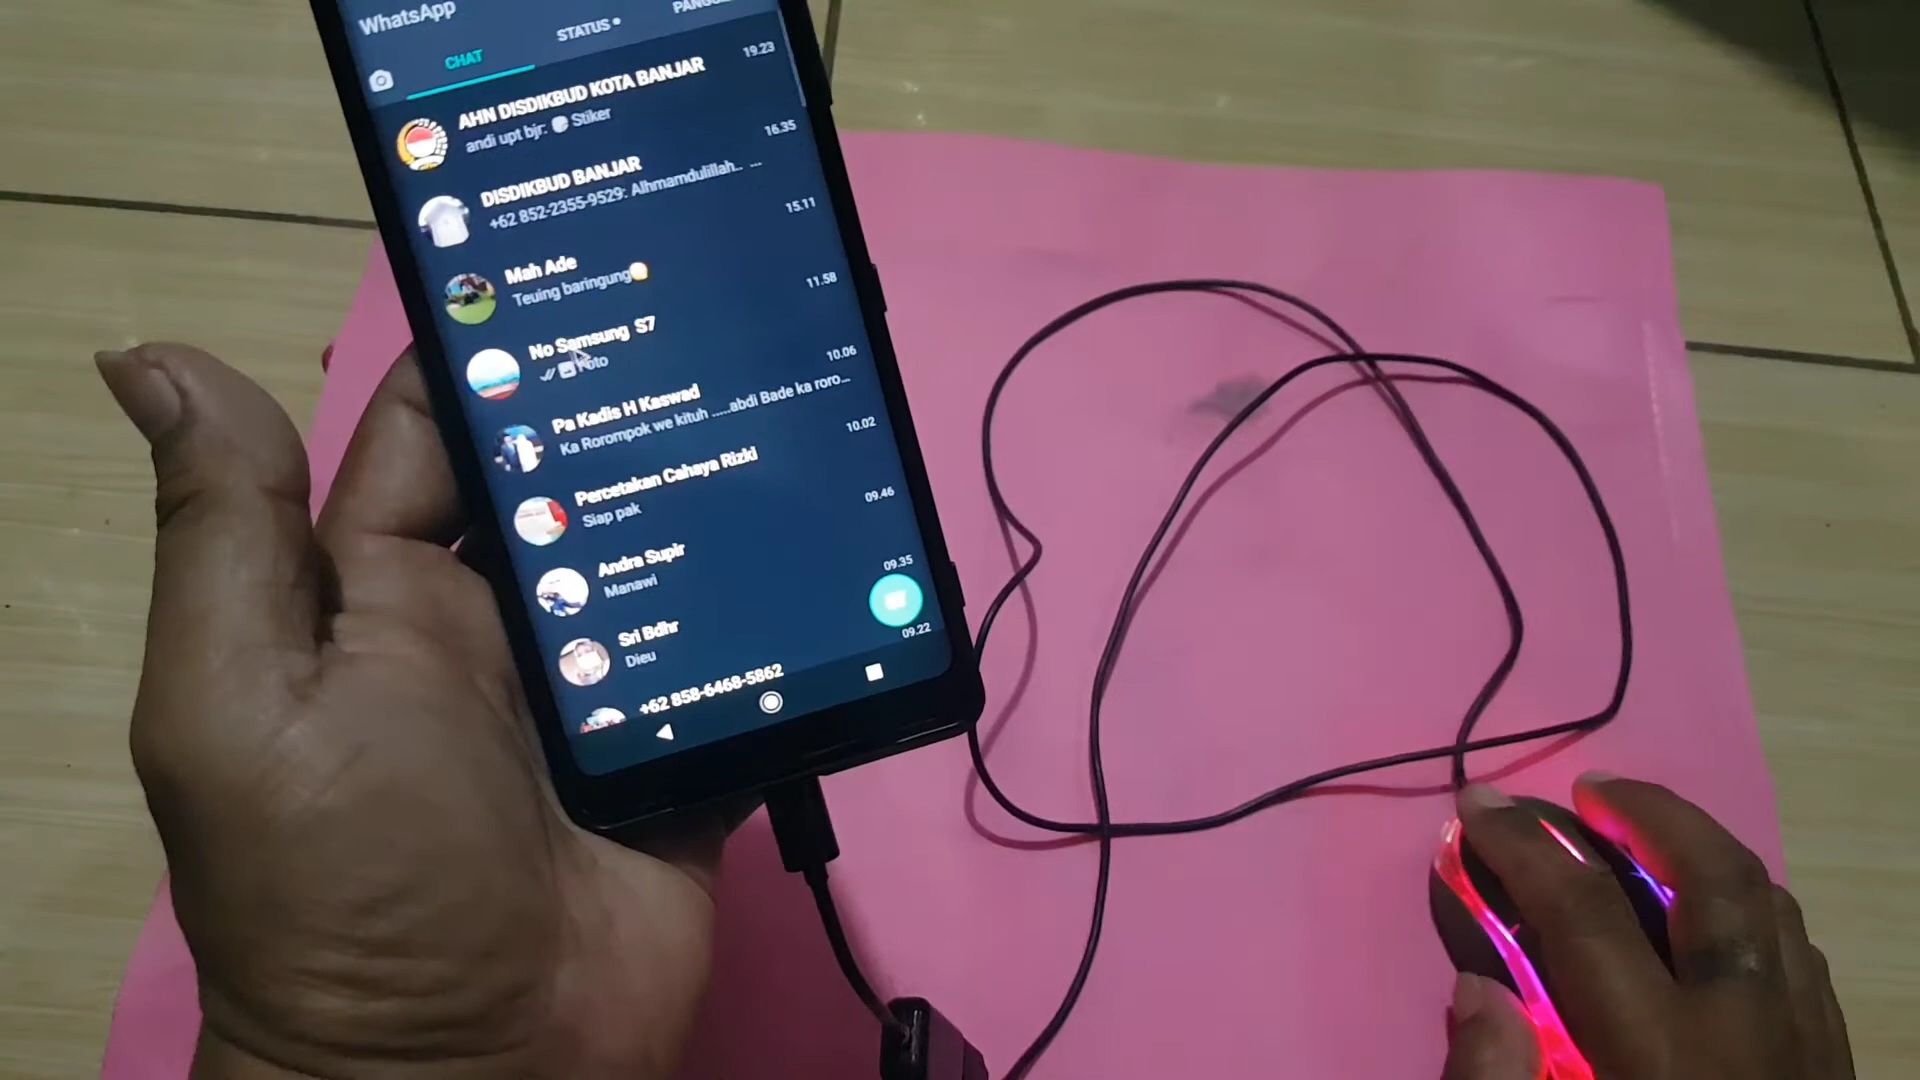 WhatsApp
CHAT
STATUS
AHN DISDIKBUD KOTA BANJAR
19.23
andi upt bjr: Stiker
DISDIKBUD BANJAR
16.35
+62 852-2355-9529: Alhmamdulillah.. ...
Mah Ade
15.11
Teuing baringung
No Samsung S7
11.58
Foto
Pa Kadis H Kaswad
10.06
Ka Rorompok we kituh .....abdi Bade ka roro...
Percetakan Cahaya Rizki
10.02
Siap pak
Andra Supir
09.46
Manawi
Sri Bdhr
09.35
Dieu
+62 858-6468-5862
09.22